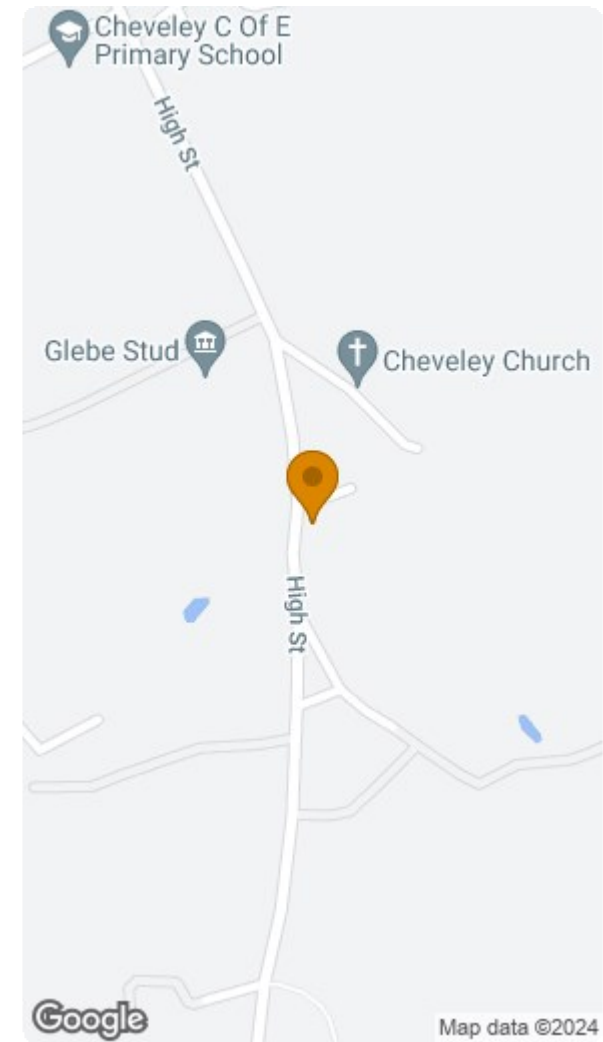 Cheveley C Of E
Primary School
High St
Glebe Stud
Cheveley Church
High St
Google
Map data ©2024